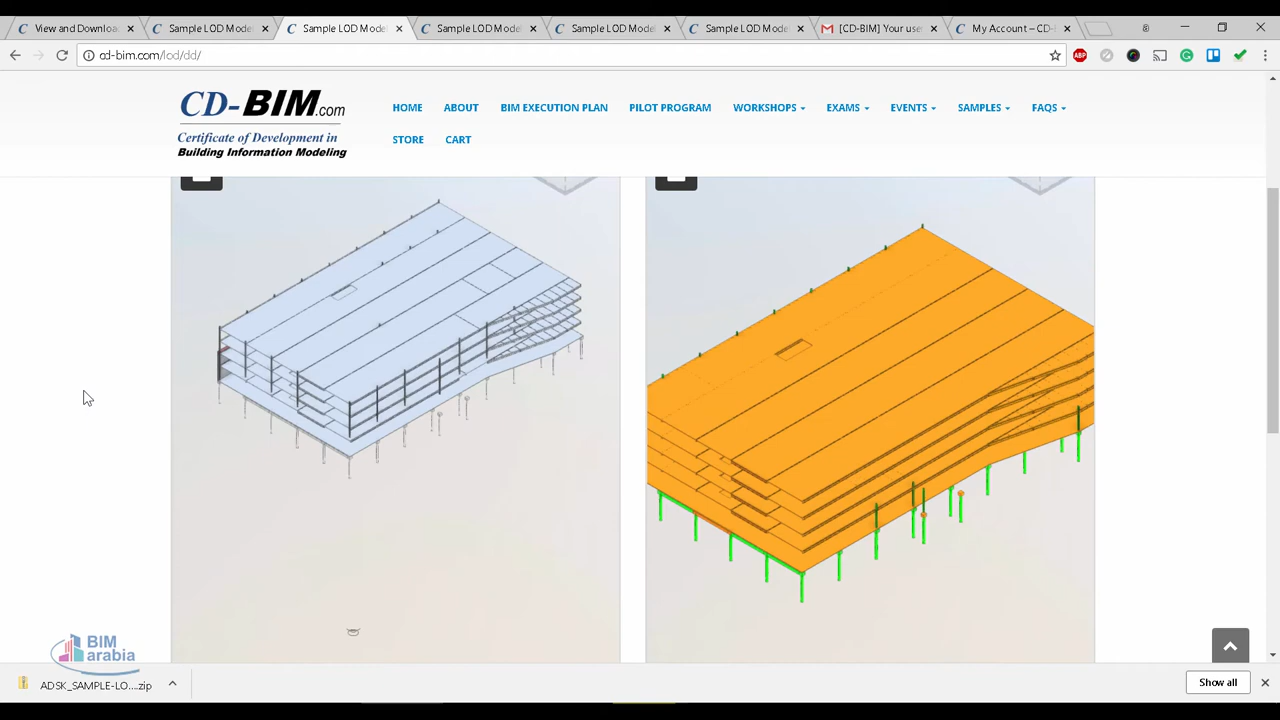 View and Downloa
Sample LOD Mode
Sample LOD Model
Sample LOD Mode
Sample LOD Mode
Sample LOD Mode
[CD-BIM] Your use
My Account – CD-
cd-bim.com/lod/dd/
ABP
CD-BIM.com
Certificate of Development in
Building Information Modeling
HOME
ABOUT
BIM EXECUTION PLAN
PILOT PROGRAM
WORKSHOPS
EXAMS
EVENTS
SAMPLES
FAQS
STORE
CART
BIM
arabia
ADSK_SAMPLE-LO....zip
Show all